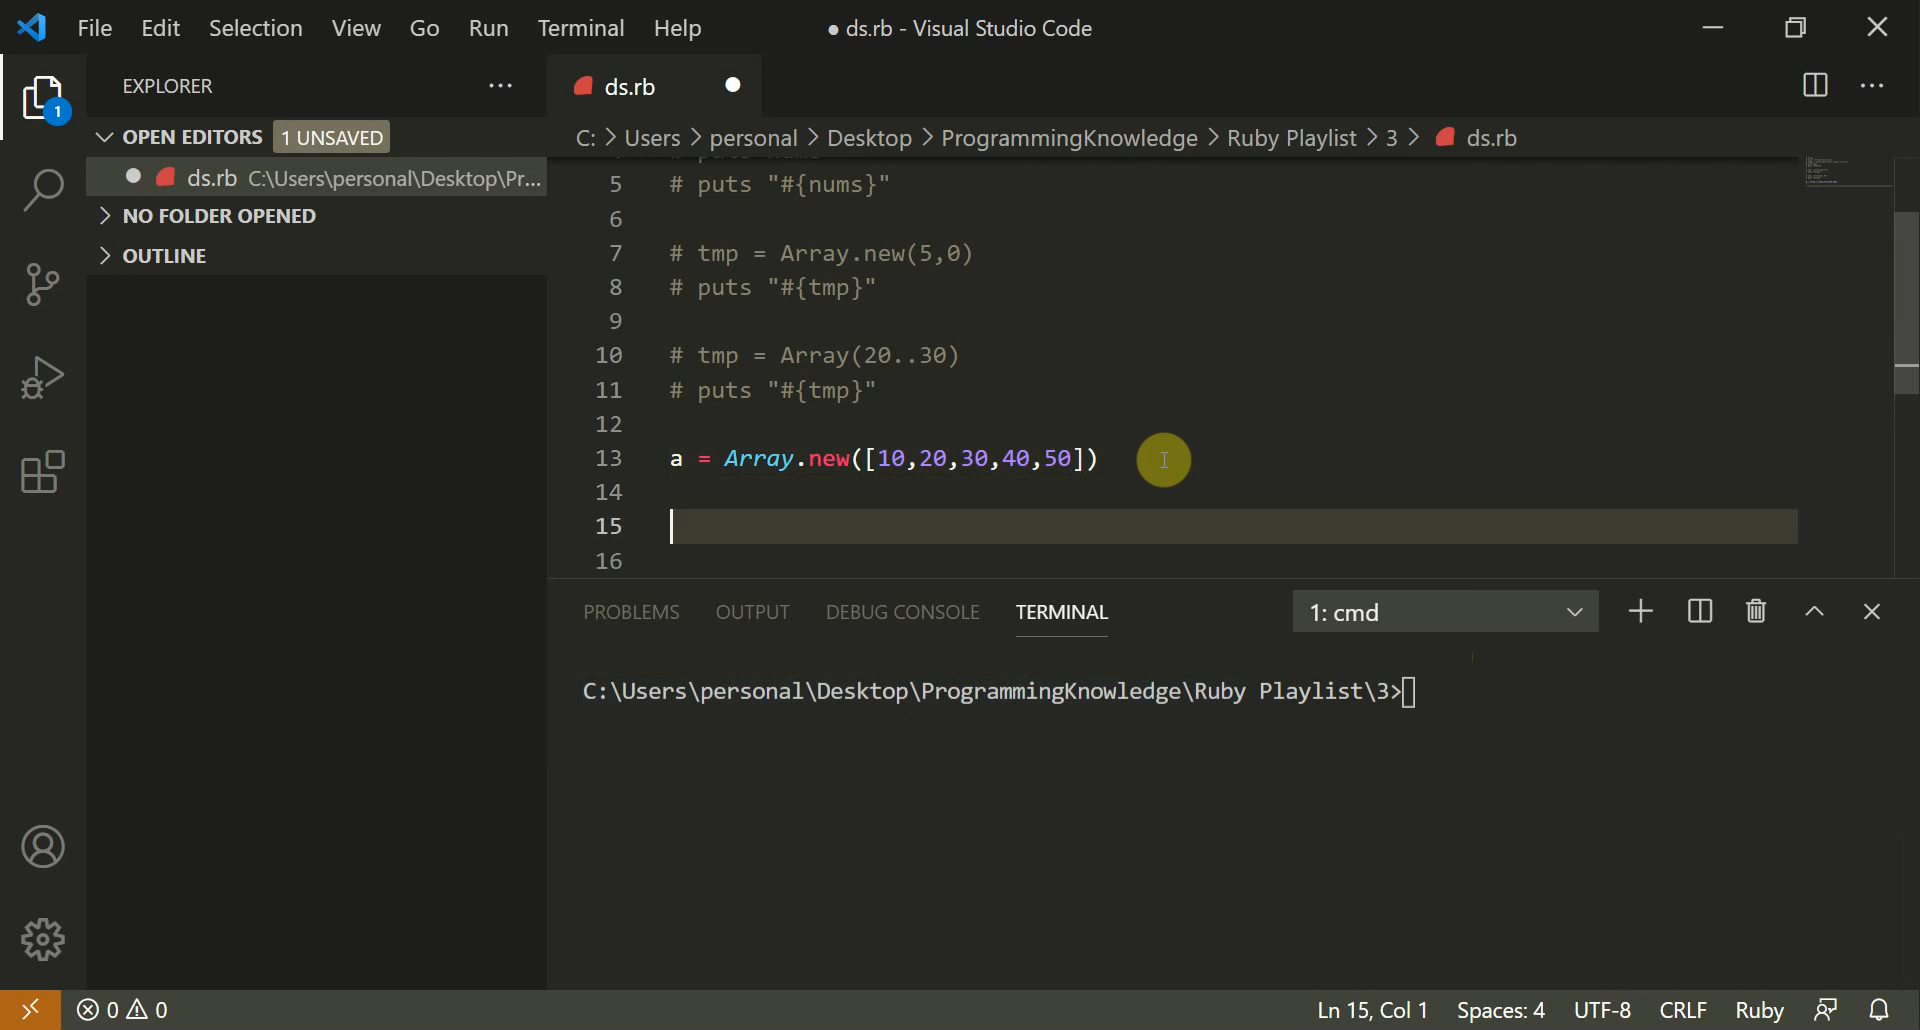 File Edit Selection View Go Run Terminal Help
● ds.rb - Visual Studio Code
1
EXPLORER
OPEN EDITORS 1 UNSAVED
ds.rb C:\Users\personal\Desktop\Pr...
NO FOLDER OPENED
OUTLINE
ds.rb
C: > Users > personal > Desktop > ProgrammingKnowledge > Ruby Playlist > 3 > ds.rb
5 # puts "#{nums}"
6
7 # tmp = Array.new(5,0)
8 # puts "#{tmp}"
9
10 # tmp = Array(20..30)
11 # puts "#{tmp}"
12
13 a = Array.new([10,20,30,40,50])
14
15
16
PROBLEMS OUTPUT DEBUG CONSOLE TERMINAL 1: cmd
C:\Users\personal\Desktop\ProgrammingKnowledge\Ruby Playlist\3>
0 0 Ln 15, Col 1 Spaces: 4 UTF-8 CRLF Ruby